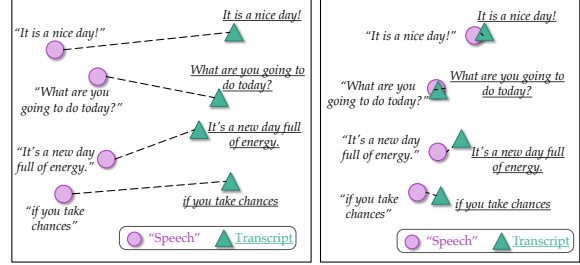 It is a nice day!
“It is a nice day!”
What are you going to
do today?
“What are you
going to do today?”
It's a new day full
of energy.
“It's a new day
full of energy.”
if you take chances
“if you take
chances”
“Speech”
Transcript
It is a nice day!
“It is a nice day!”
What are you going to
do today?
“What are you
going to do today?”
“It's a new day
full of energy.”
It's a new day full
of energy.
“if you take
chances”
if you take chances
“Speech”
Transcript